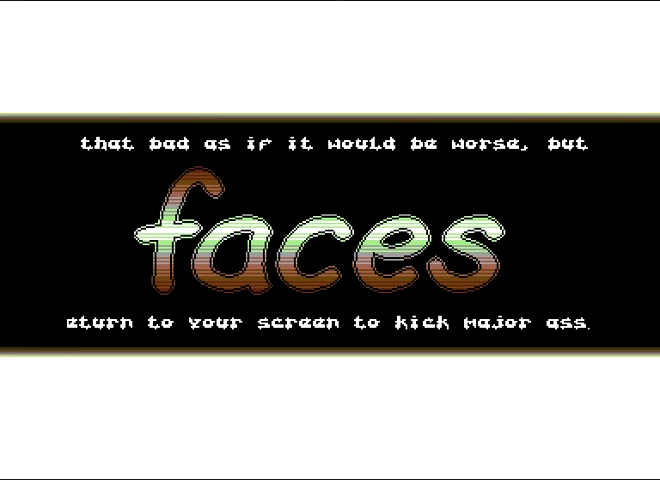 that bad as if it would be worse, but
faces
eturn to your screen to kick major ass.